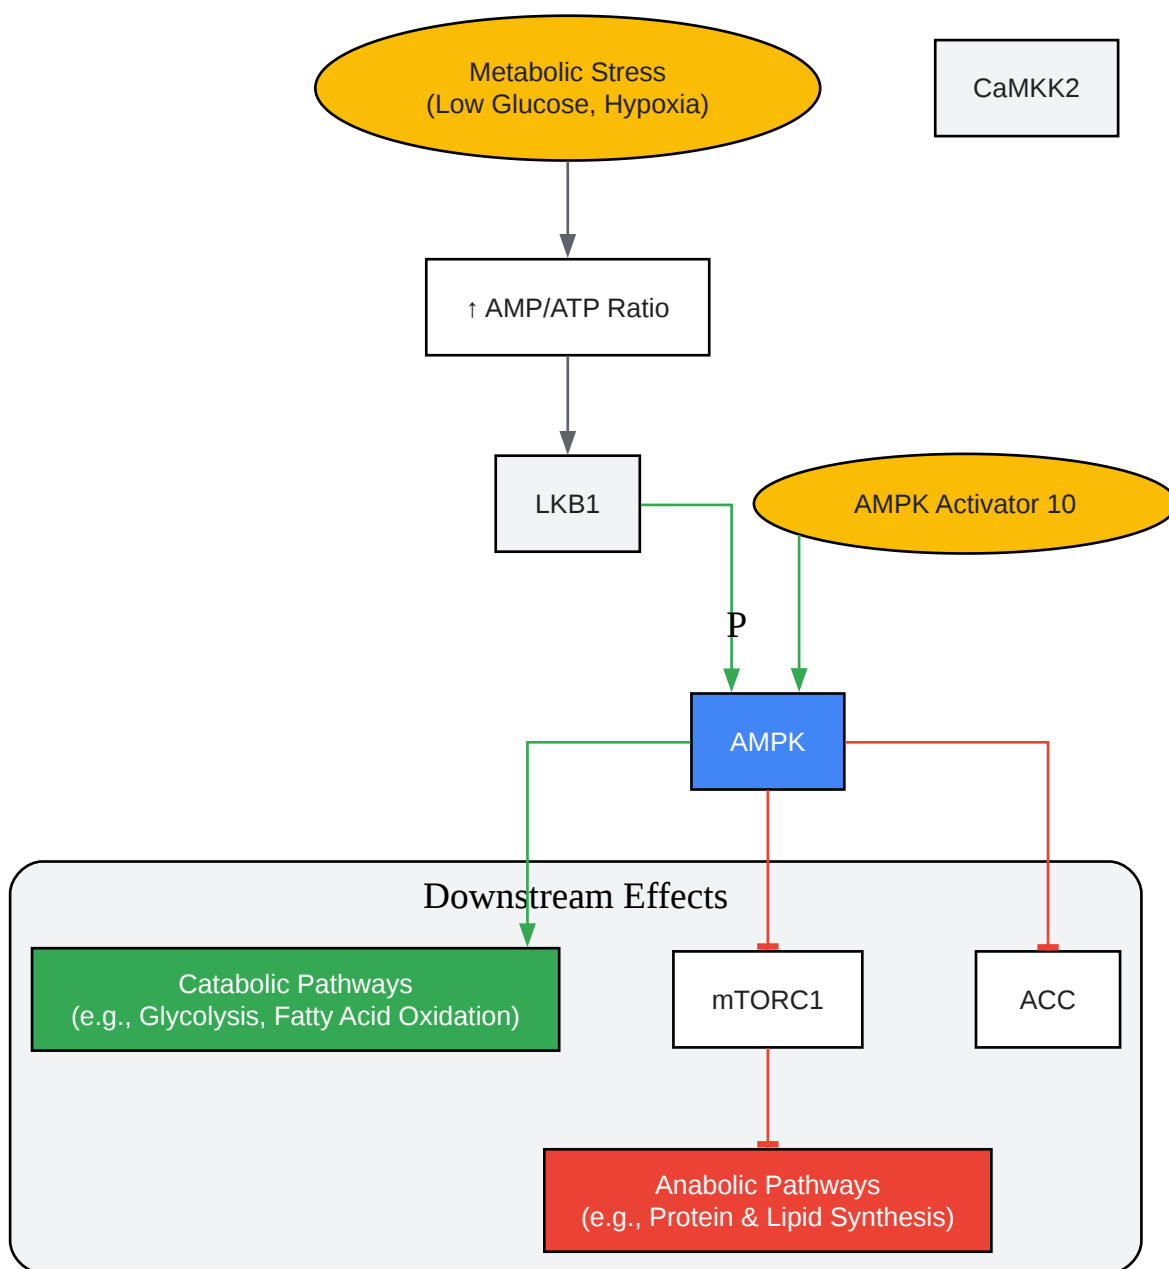 Metabolic Stress
(Low Glucose, Hypoxia)
CaMKK2
↑ AMP/ATP Ratio
LKB1
AMPK Activator 10
P
AMPK
Downstream Effects
Catabolic Pathways
(e.g., Glycolysis, Fatty Acid Oxidation)
mTORC1
ACC
Anabolic Pathways
(e.g., Protein & Lipid Synthesis)